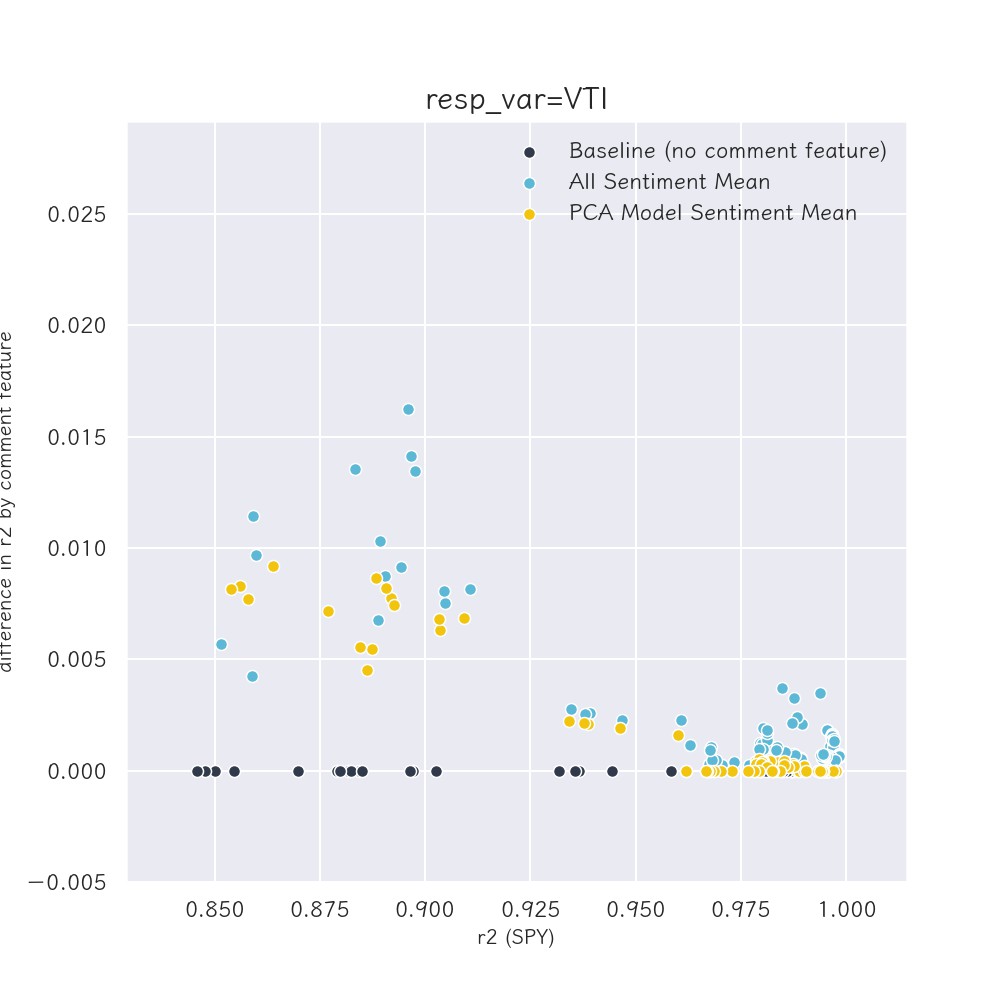 resp_var=VTI
Baseline (no comment feature)
All Sentiment Mean
PCA Model Sentiment Mean
difference in r2 by comment feature
0.025
0.020
0.015
0.010
0.005
0.000
−0.005
0.850 0.875 0.900 0.925 0.950 0.975 1.000
r2 (SPY)